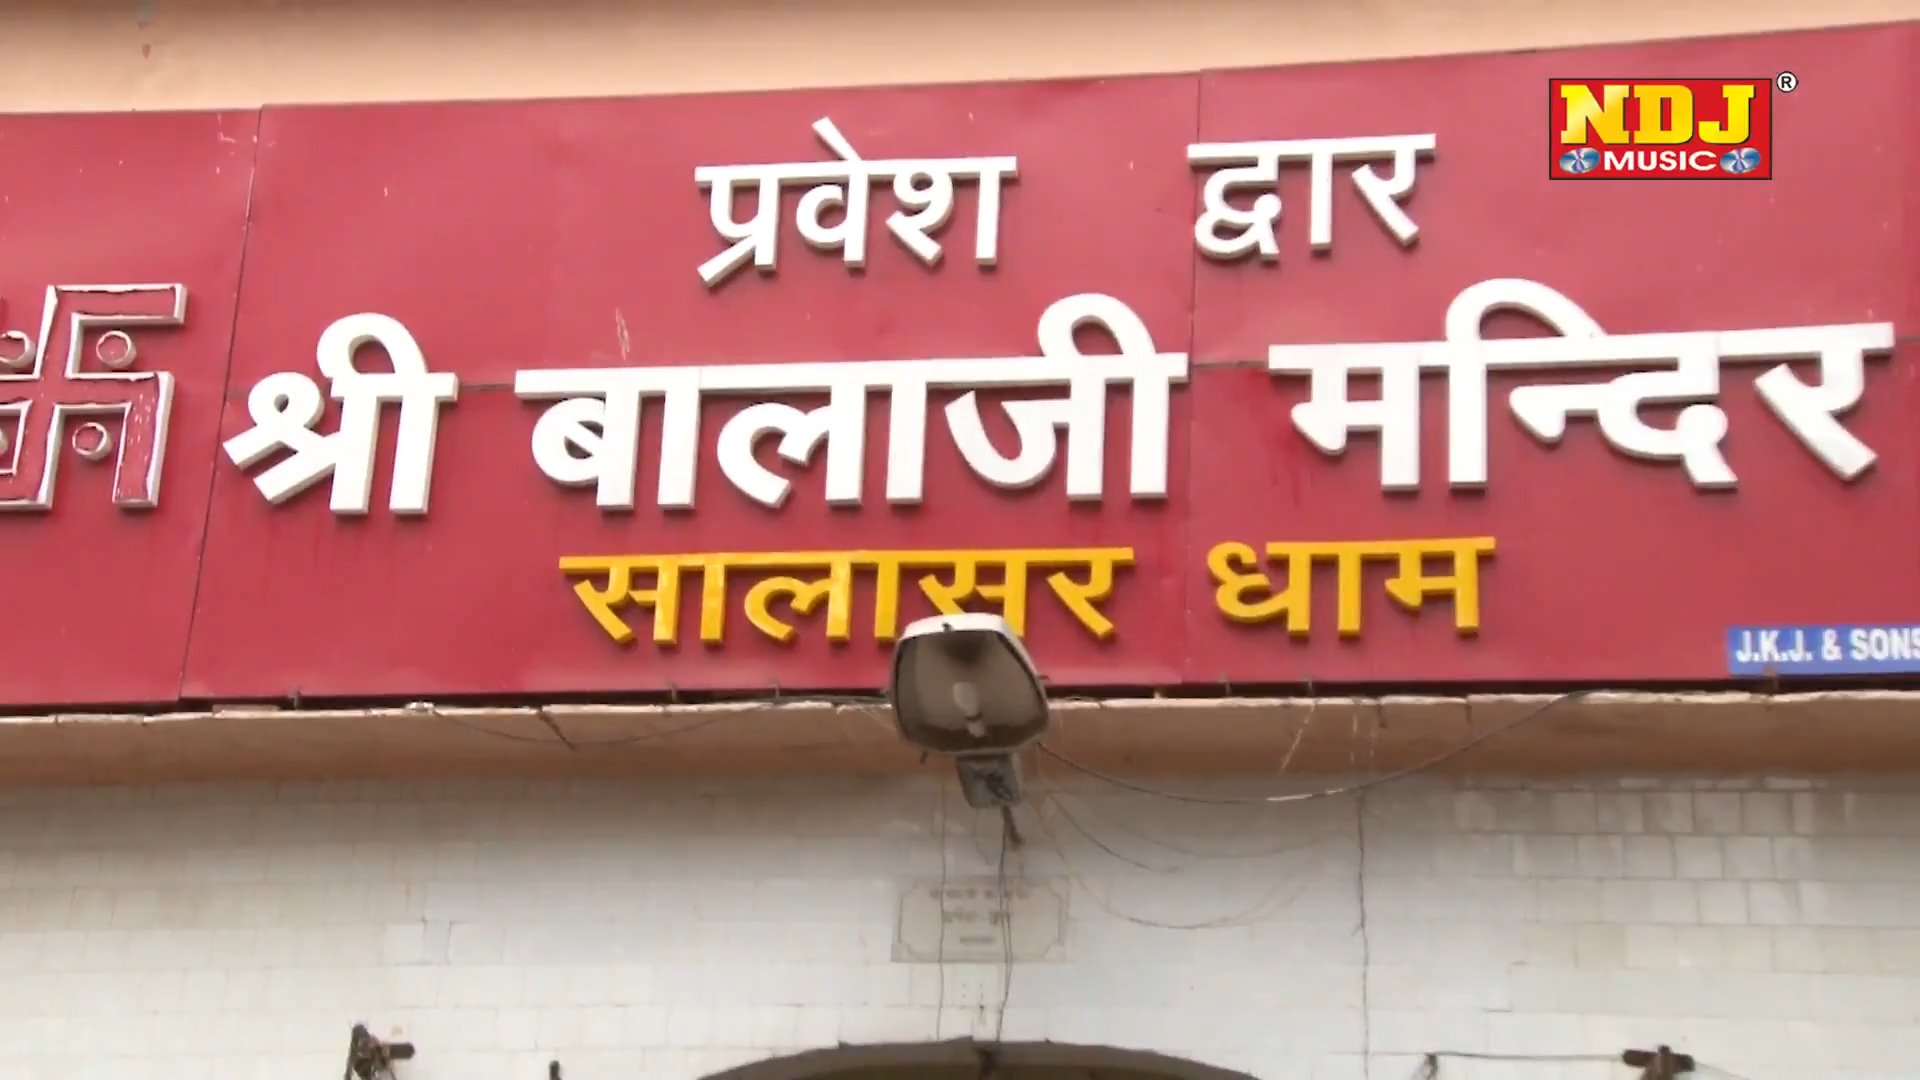 NDJ ®
MUSIC
प्रवेश द्वार
श्री बालाजी मन्दिर
सालासर धाम
J.K.J. & SONS